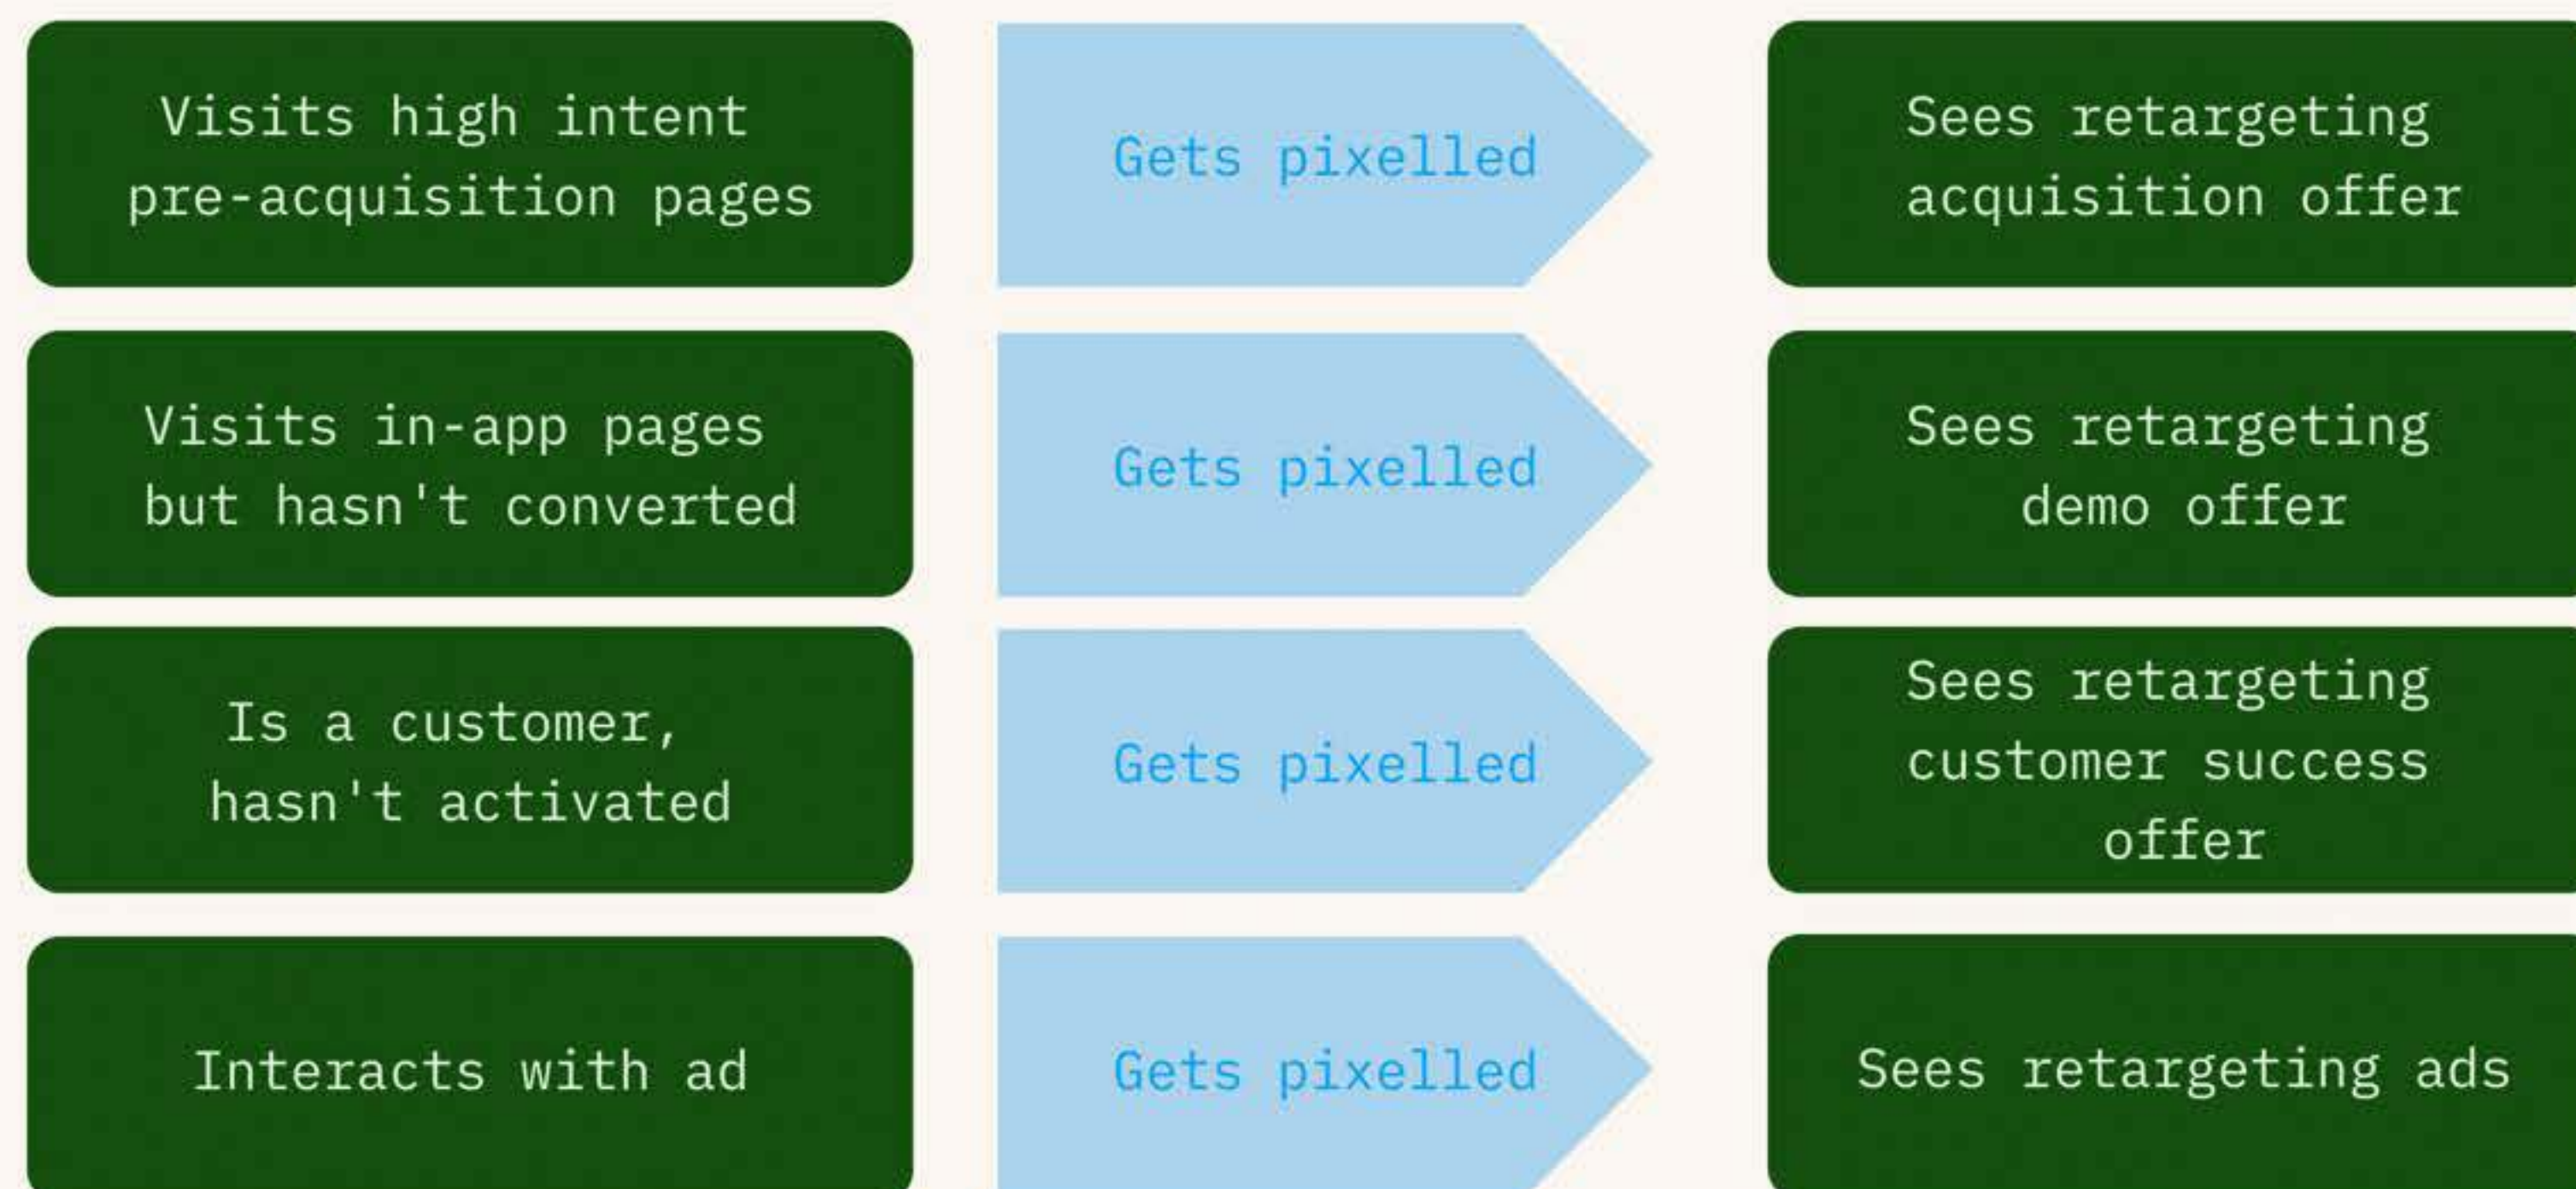 Visits high intent
pre-acquisition pages
Gets pixelled
Sees retargeting
acquisition offer
Visits in-app pages
but hasn't converted
Gets pixelled
Sees retargeting
demo offer
Is a customer,
hasn't activated
Gets pixelled
Sees retargeting
customer success
offer
Interacts with ad
Gets pixelled
Sees retargeting ads